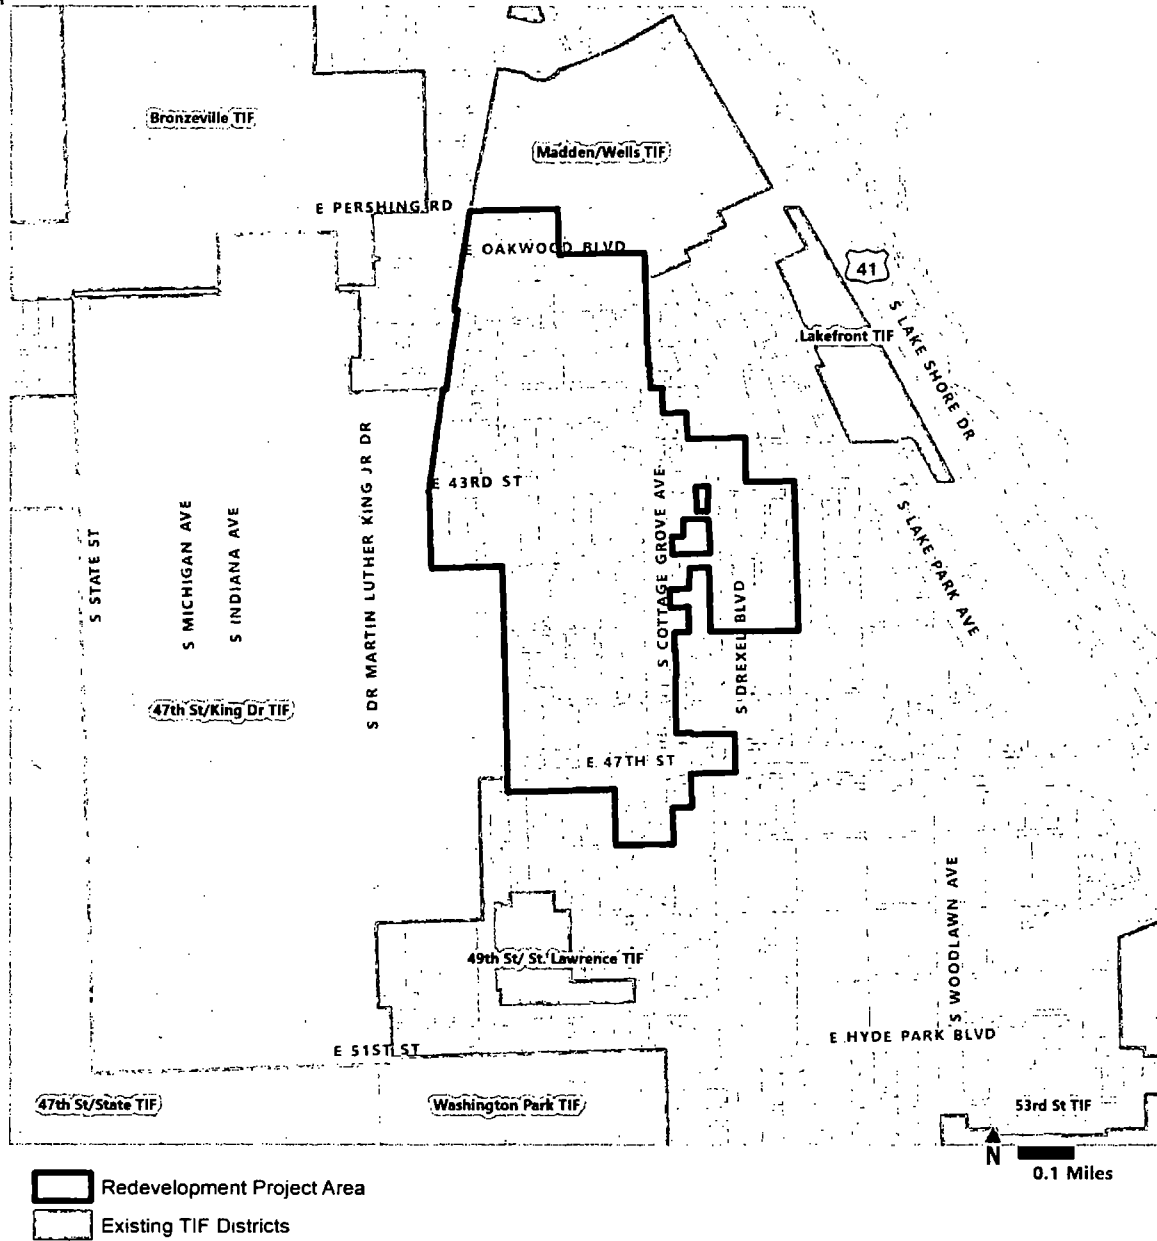 Bronzeville TIF
Madden/Wells TIF
E PERSHING RD
E OAKWOOD BLVD
41
S LAKE SHORE DR
Lakefront TIF
E 43RD ST
S STATE ST
S MICHIGAN AVE
S INDIANA AVE
S DR MARTIN LUTHER KING JR DR
S COTTAGE GROVE AVE
S DREXEL BLVD
S LAKE PARK AVE
47th St/King Dr TIF
E 47TH ST
S WOODLAWN AVE
49th St/ St. Lawrence TIF
E HYDE PARK BLVD
E 51ST ST
47th St/State TIF
Washington Park TIF
53rd St TIF
N
0.1 Miles
Redevelopment Project Area
Existing TIF Districts